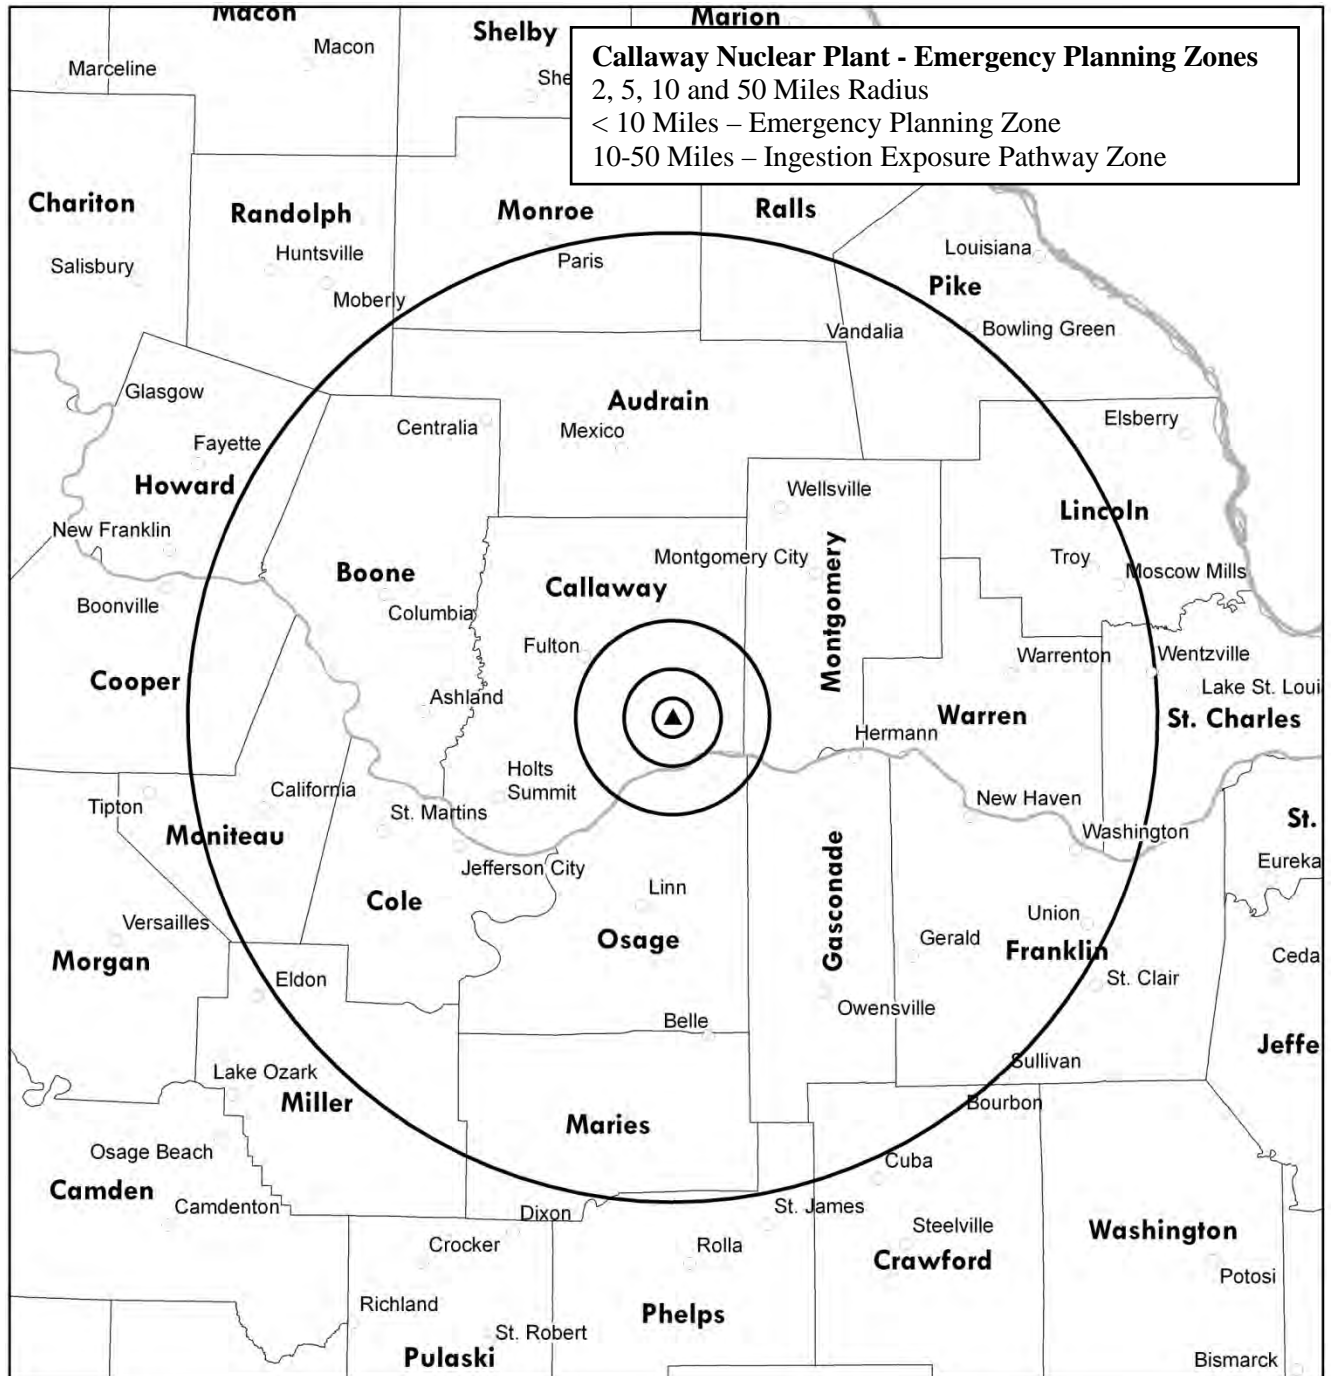 Macon
Marion
Shelby
Macon
Marceline
She
Callaway Nuclear Plant - Emergency Planning Zones
2, 5, 10 and 50 Miles Radius
< 10 Miles – Emergency Planning Zone
10-50 Miles – Ingestion Exposure Pathway Zone
Chariton
Randolph
Monroe
Ralls
Huntsville
Paris
Louisiana
Salisbury
Pike
Moberly
Vandalia
Bowling Green
Glasgow
Audrain
Centralia
Mexico
Elsberry
Fayette
Howard
Wellsville
Lincoln
New Franklin
Montgomery City
Troy
Moscow Mills
Boone
Callaway
Montgomery
Boonville
Columbia
Fulton
Warrenton
Wentzville
Cooper
Ashland
Lake St. Loui
Warren
St. Charles
Hermann
Holts
Summit
California
New Haven
Tipton
St. Martins
St.
Moniteau
Washington
Jefferson City
Eureka
Linn
Cole
Gasconade
Versailles
Union
Osage
Gerald
Franklin
Morgan
Ceda
Eldon
St. Clair
Owensville
Belle
Jeffe
Sullivan
Lake Ozark
Miller
Bourbon
Maries
Osage Beach
Cuba
Camden
Camdenton
Dixon
St. James
Steelville
Washington
Crocker
Rolla
Crawford
Potosi
Richland
Phelps
St. Robert
Pulaski
Bismarck